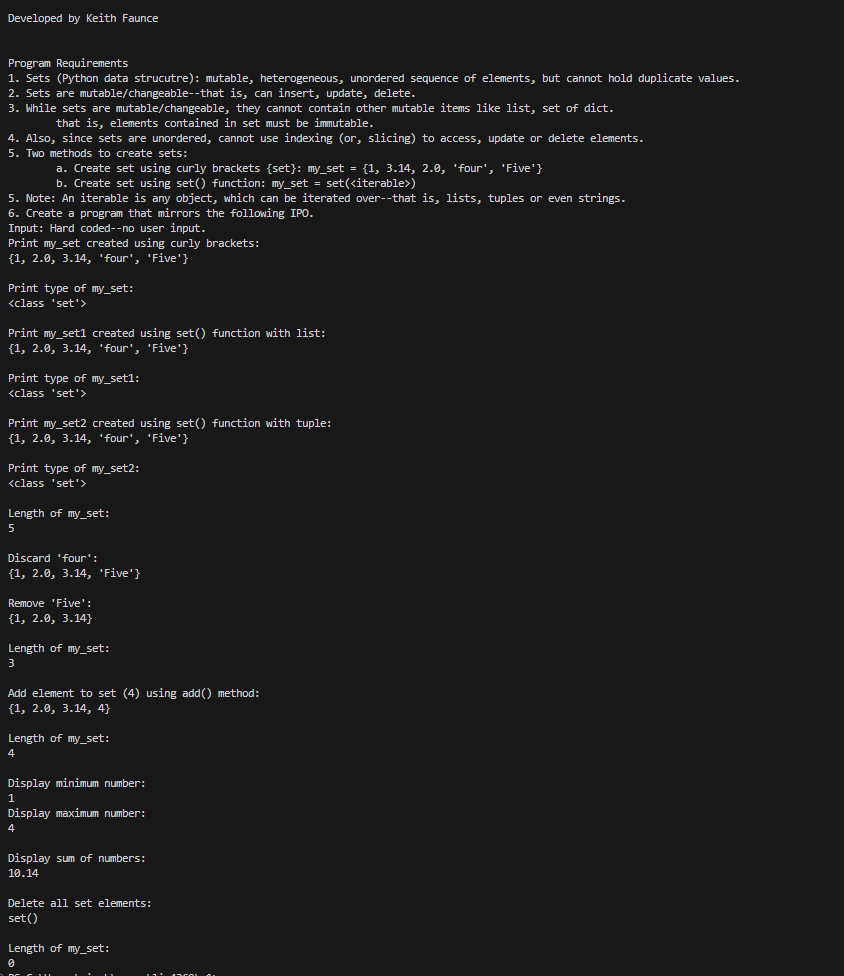 Developed by Keith Faunce
Program Requirements
1. Sets (Python data strucutre): mutable, heterogeneous, unordered sequence of elements, but cannot hold duplicate values.
2. Sets are mutable/changeable--that is, can insert, update, delete.
3. While sets are mutable/changeable, they cannot contain other mutable items like list, set of dict.
that is, elements contained in set must be immutable.
4. Also, since sets are unordered, cannot use indexing (or, slicing) to access, update or delete elements.
5. Two methods to create sets:
a. Create set using curly brackets {set}: my_set = {1, 3.14, 2.0, 'four', 'Five'}
b. Create set using set() function: my_set = set(<iterable>)
5. Note: An iterable is any object, which can be iterated over--that is, lists, tuples or even strings.
6. Create a program that mirrors the following IPO.
Input: Hard coded--no user input.
Print my_set created using curly brackets:
{1, 2.0, 3.14, 'four', 'Five'}
Print type of my_set:
<class 'set'>
Print my_set1 created using set() function with list:
{1, 2.0, 3.14, 'four', 'Five'}
Print type of my_set1:
<class 'set'>
Print my_set2 created using set() function with tuple:
{1, 2.0, 3.14, 'four', 'Five'}
Print type of my_set2:
<class 'set'>
Length of my_set:
5
Discard 'four':
{1, 2.0, 3.14, 'Five'}
Remove 'Five':
{1, 2.0, 3.14}
Length of my_set:
3
Add element to set (4) using add() method:
{1, 2.0, 3.14, 4}
Length of my_set:
4
Display minimum number:
1
Display maximum number:
4
Display sum of numbers:
10.14
Delete all set elements:
set()
Length of my_set:
0